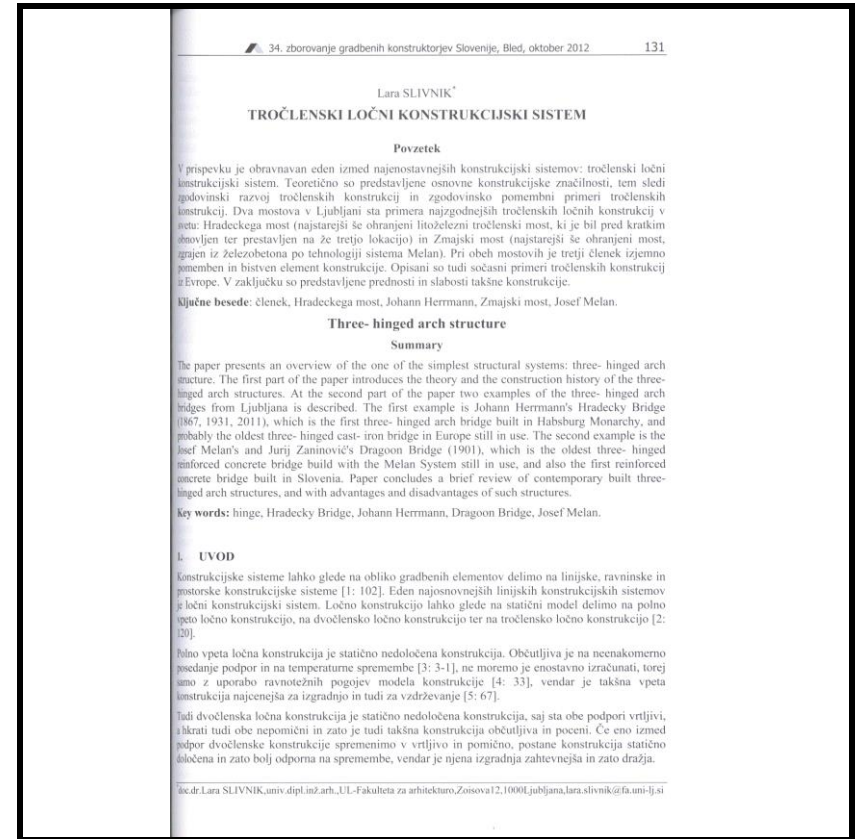 34. zborovanje gradbenih konstruktorjev Slovenije, Bled, oktober 2012 131
Lara SLIVNIK*
TROČLENSKI LOČNI KONSTRUKCIJSKI SISTEM
Povzetek
V prispevku je obravnavan eden izmed najenostavnejših konstrukcijski sistemov: tročlenski ločni
konstrukcijski sistem. Teoretično so predstavljene osnovne konstrukcijske značilnosti, tem sledi
zgodovinski razvoj tročlenskih konstrukcij in zgodovinsko pomembni primeri tročlenskih
konstrukcij. Dva mostova v Ljubljani sta primera najzgodnejših tročlenskih ločnih konstrukcij v
svetu: Hradeckega most (najstarejši še ohranjeni litoželezni tročlenski most, ki je bil pred kratkim
obnovljen ter prestavljen na že tretjo lokacijo) in Zmajski most (najstarejši še ohranjeni most,
zgrajen iz železobetona po tehnologiji sistema Melan). Pri obeh mostovih je tretji členek izjemno
pomemben in bistven element konstrukcije. Opisani so tudi sočasni primeri tročlenskih konstrukcij
iz Evrope. V zaključku so predstavljene prednosti in slabosti takšne konstrukcije.
Ključne besede: členek, Hradeckega most, Johann Herrmann, Zmajski most, Josef Melan.
Three- hinged arch structure
Summary
The paper presents an overview of the one of the simplest structural systems: three- hinged arch
structure. The first part of the paper introduces the theory and the construction history of the three-
hinged arch structures. At the second part of the paper two examples of the three- hinged arch
bridges from Ljubljana is described. The first example is Johann Herrmann's Hradecky Bridge
(1867, 1931, 2011), which is the first three- hinged arch bridge built in Habsburg Monarchy, and
probably the oldest three- hinged cast- iron bridge in Europe still in use. The second example is the
Josef Melan's and Jurij Zaninović's Dragoon Bridge (1901), which is the oldest three- hinged
reinforced concrete bridge build with the Melan System still in use, and also the first reinforced
concrete bridge built in Slovenia. Paper concludes a brief review of contemporary built three-
hinged arch structures, and with advantages and disadvantages of such structures.
Key words: hinge, Hradecky Bridge, Johann Herrmann, Dragoon Bridge, Josef Melan.
1. UVOD
Konstrukcijske sisteme lahko glede na obliko gradbenih elementov delimo na linijske, ravninske in
prostorske konstrukcijske sisteme [1: 102]. Eden najosnovnejših linijskih konstrukcijskih sistemov
je ločni konstrukcijski sistem. Ločno konstrukcijo lahko glede na statični model delimo na polno
vpeto ločno konstrukcijo, na dvočlensko ločno konstrukcijo ter na tročlensko ločno konstrukcijo [2:
120].
Polno vpeta ločna konstrukcija je statično nedoločena konstrukcija. Občutljiva je na neenakomerno
posedanje podpor in na temperaturne spremembe [3: 3-1], ne moremo je enostavno izračunati, torej
samo z uporabo ravnotežnih pogojev modela konstrukcije [4: 33], vendar je takšna vpeta
konstrukcija najcenejša za izgradnjo in tudi za vzdrževanje [5: 67].
Tudi dvočlenska ločna konstrukcija je statično nedoločena konstrukcija, saj sta obe podpori vrtljivi,
a hkrati tudi obe nepomični in zato je tudi takšna konstrukcija občutljiva in poceni. Če eno izmed
podpor dvočlenske konstrukcije spremenimo v vrtljivo in pomično, postane konstrukcija statično
določena in zato bolj odporna na spremembe, vendar je njena izgradnja zahtevnejša in zato dražja.
*doc.dr.Lara SLIVNIK,univ.dipl.inž.arh.,UL-Fakulteta za arhitekturo,Zoisova12,1000Ljubljana,lara.slivnik@fa.uni-lj.si